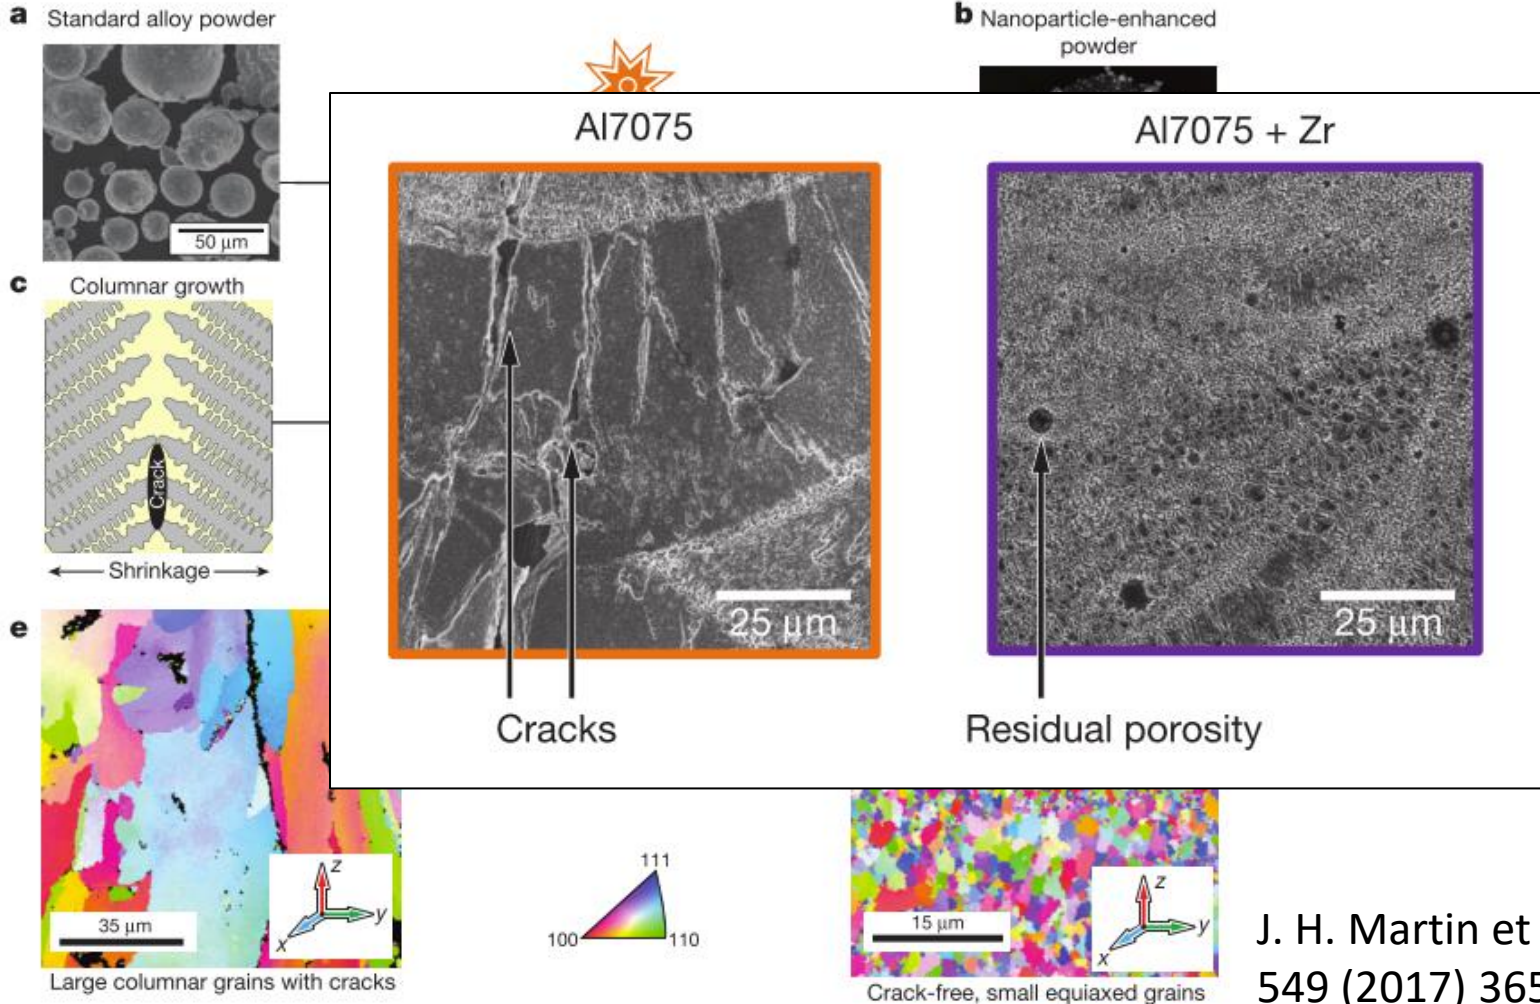 a Standard alloy powder
50 μm
b Nanoparticle-enhanced
powder
c Columnar growth
Crack
Shrinkage
Al7075
25 μm
Cracks
Al7075 + Zr
25 μm
Residual porosity
e
35 μm
z
y
x
Large columnar grains with cracks
111
100
110
15 μm
z
y
x
Crack-free, small equiaxed grains
J. H. Martin et
549 (2017) 365